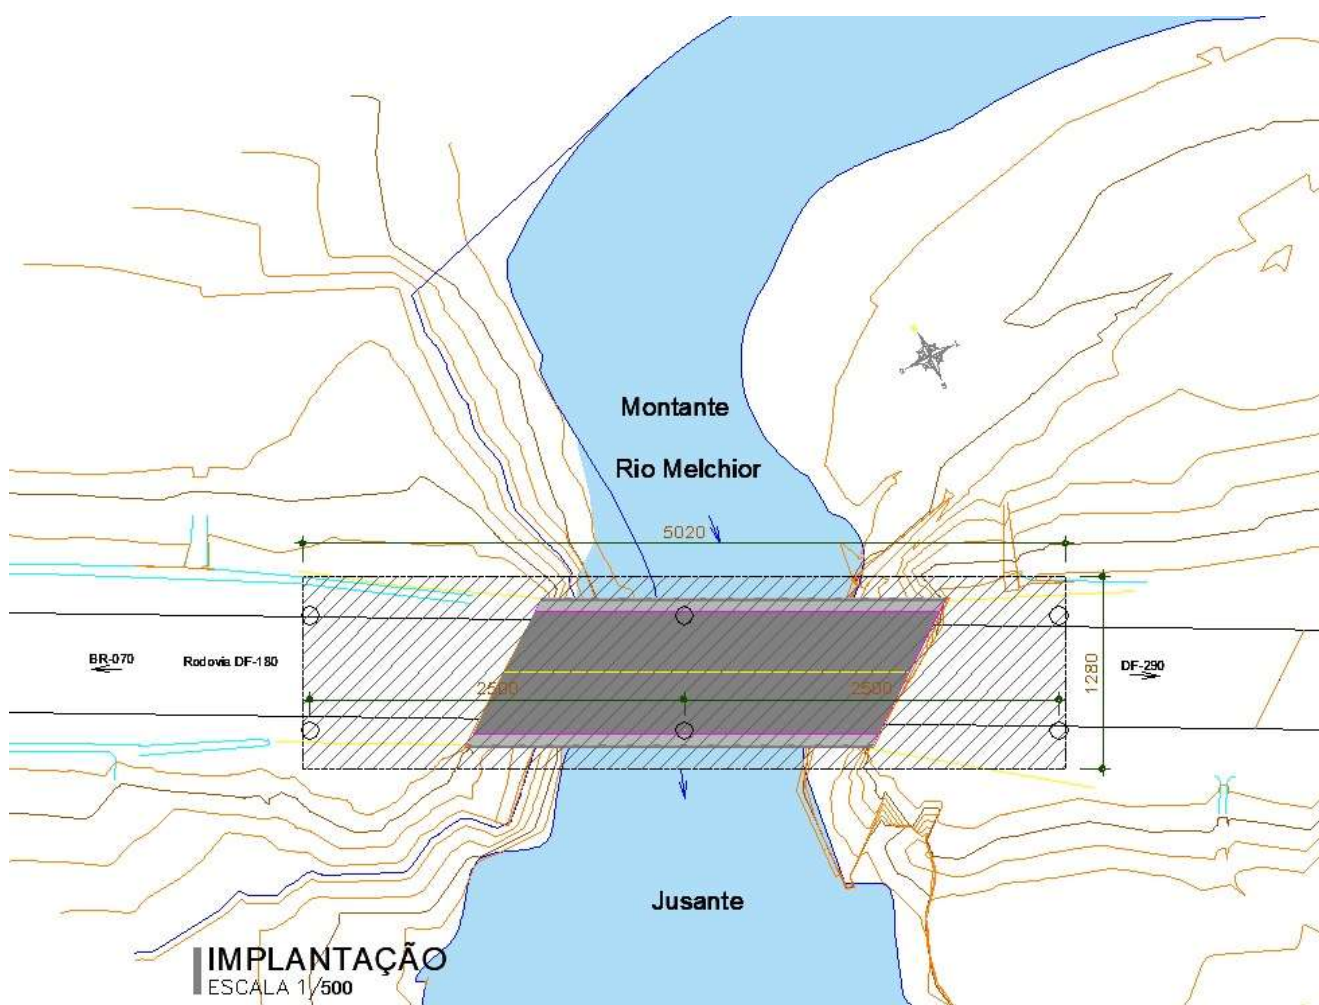 Montante
Rio Melchior
5020
BR-070
Rodovia DF-180
DF-290
1280
2500
2500
Jusante
IMPLANTAÇÃO
ESCALA 1/500